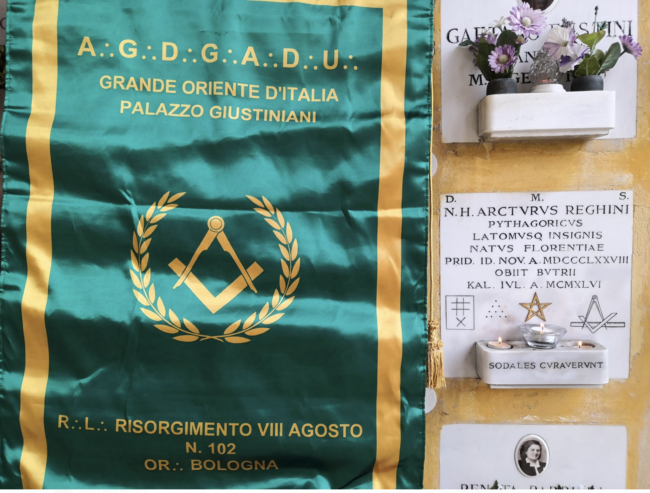 A∴G∴D∴G∴A∴D∴U∴
GRANDE ORIENTE D'ITALIA
PALAZZO GIUSTINIANI
R∴L∴ RISORGIMENTO VIII AGOSTO
N. 102
OR∴ BOLOGNA
D. M. S.
N.H. ARCTVRVS REGHINI
PYTHAGORICVS
LATOMVSQ INSIGNIS
NATVS FLORENTIAE
PRID. ID. NOV. A. MDCCCLXXVIII
OBIIT BVTRII
KAL. IVL. A. MCMXLVI
SODALES CVRAVERVNT